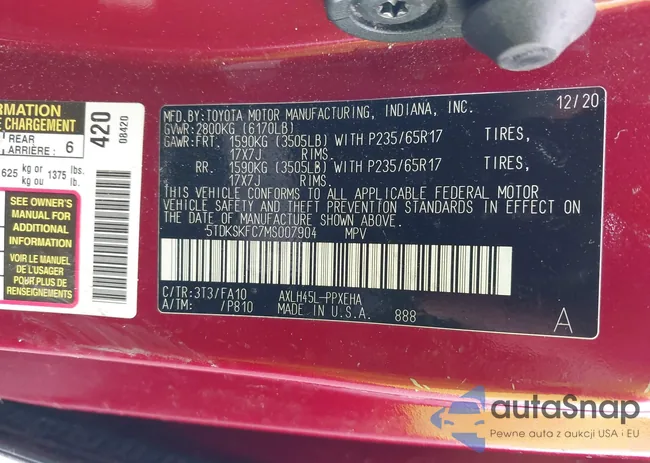 FORMATION
E CHARGEMENT
REAR
ARRIÈRE: 6
625 kg or 1375 lbs.
kg ou lb.
SEE OWNER'S
MANUAL FOR
ADDITIONAL
INFORMATION
VOIR LE MANUEL
DE L'USAGER
POUR PLUS DE
RENSEIGNEMENTS
420
08420
MFD.BY:TOYOTA MOTOR MANUFACTURING, INDIANA, INC. 12/20
GVWR:2800KG (6170LB)
GAWR:FRT. 1590KG (3505LB) WITH P235/65R17 TIRES,
17X7J RIMS.
RR. 1590KG (3505LB) WITH P235/65R17 TIRES,
17X7J RIMS.
THIS VEHICLE CONFORMS TO ALL APPLICABLE FEDERAL MOTOR
VEHICLE SAFETY AND THEFT PREVENTION STANDARDS IN EFFECT ON
THE DATE OF MANUFACTURE SHOWN ABOVE.
5TDKSKFC7MS007904 MPV
C/TR:3T3/FA10 AXLH45L-PPXEHA
A/TM: /P810 MADE IN U.S.A. 888 A
autaSnap
Pewne auta z aukcji USA i EU